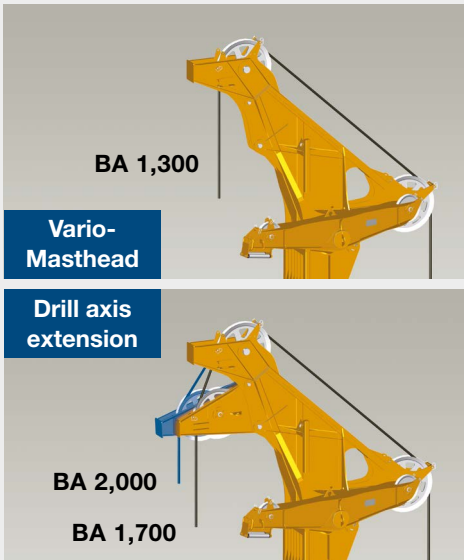 BA 1,300
Vario-
Masthead
Drill axis
extension
BA 2,000
BA 1,700